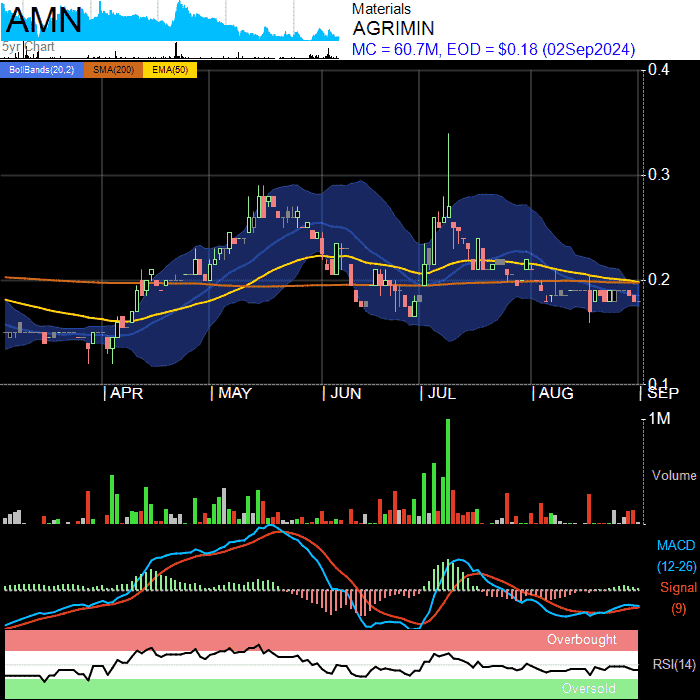 AMN
5yr Chart
Materials
AGRIMIN
MC = 60.7M, EOD = $0.18 (02Sep2024)
BollBands(20,2) SMA(200) EMA(50)
0.4
0.3
0.2
0.1
APR MAY JUN JUL AUG SEP
1M
Volume
MACD
(12-26)
Signal
(9)
Overbought
RSI(14)
Oversold